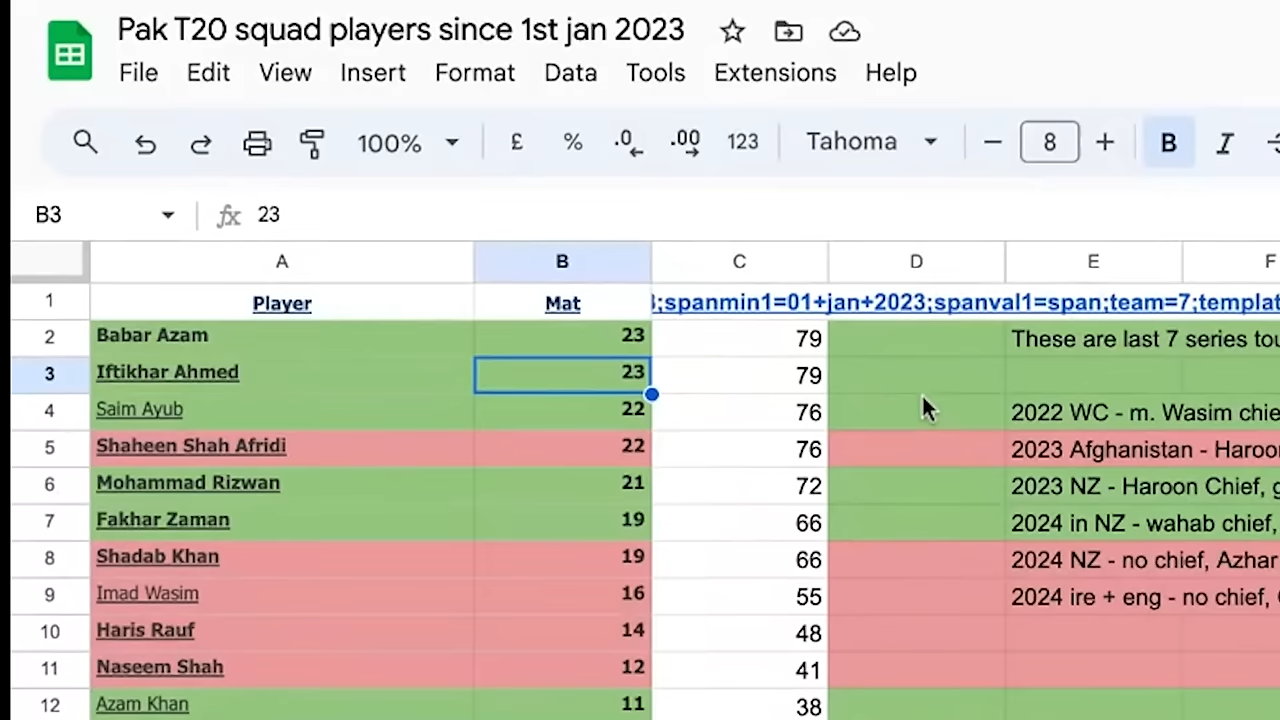 Pak T20 squad players since 1st jan 2023
File Edit View Insert Format Data Tools Extensions Help
100% £ % .0 .00 123 Tahoma − 8 + B I
B3 fx 23
A B C D E F
1 Player Mat ;spanmin1=01+jan+2023;spanval1=span;team=7;templat
2 Babar Azam 23 79 These are last 7 series tou
3 Iftikhar Ahmed 23 79
4 Saim Ayub 22 76 2022 WC - m. Wasim chie
5 Shaheen Shah Afridi 22 76 2023 Afghanistan - Haroo
6 Mohammad Rizwan 21 72 2023 NZ - Haroon Chief, g
7 Fakhar Zaman 19 66 2024 in NZ - wahab chief,
8 Shadab Khan 19 66 2024 NZ - no chief, Azhar
9 Imad Wasim 16 55 2024 ire + eng - no chief,
10 Haris Rauf 14 48
11 Naseem Shah 12 41
12 Azam Khan 11 38